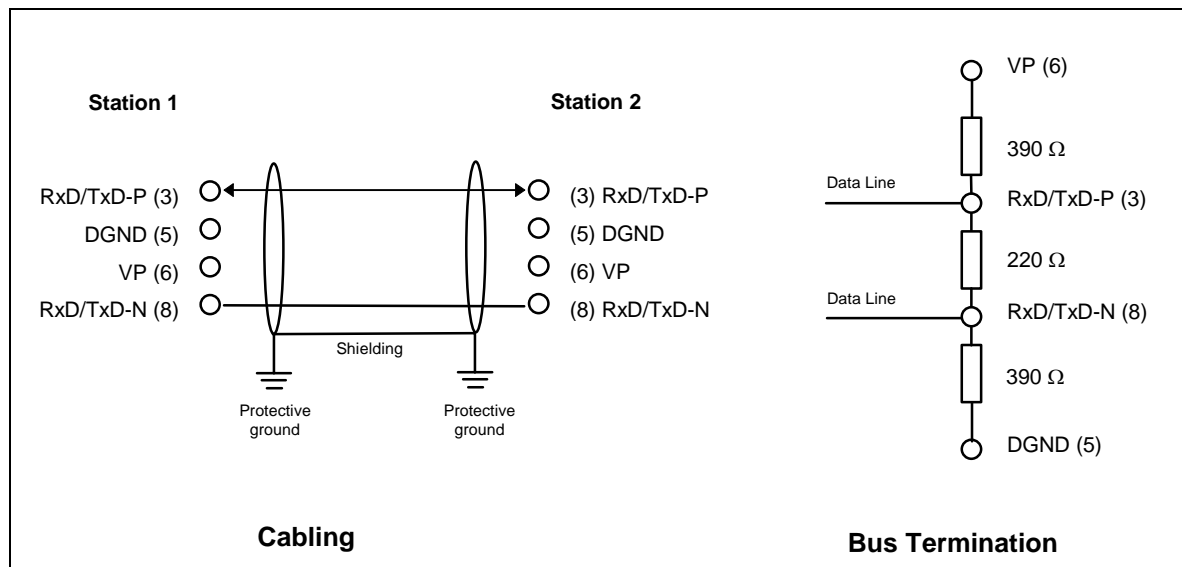 Station 1
Station 2
RxD/TxD-P (3)
DGND (5)
VP (6)
RxD/TxD-N (8)
(3) RxD/TxD-P
(5) DGND
(6) VP
(8) RxD/TxD-N
Shielding
Protective
ground
Protective
ground
Cabling
VP (6)
390 Ω
Data Line
RxD/TxD-P (3)
220 Ω
Data Line
RxD/TxD-N (8)
390 Ω
DGND (5)
Bus Termination